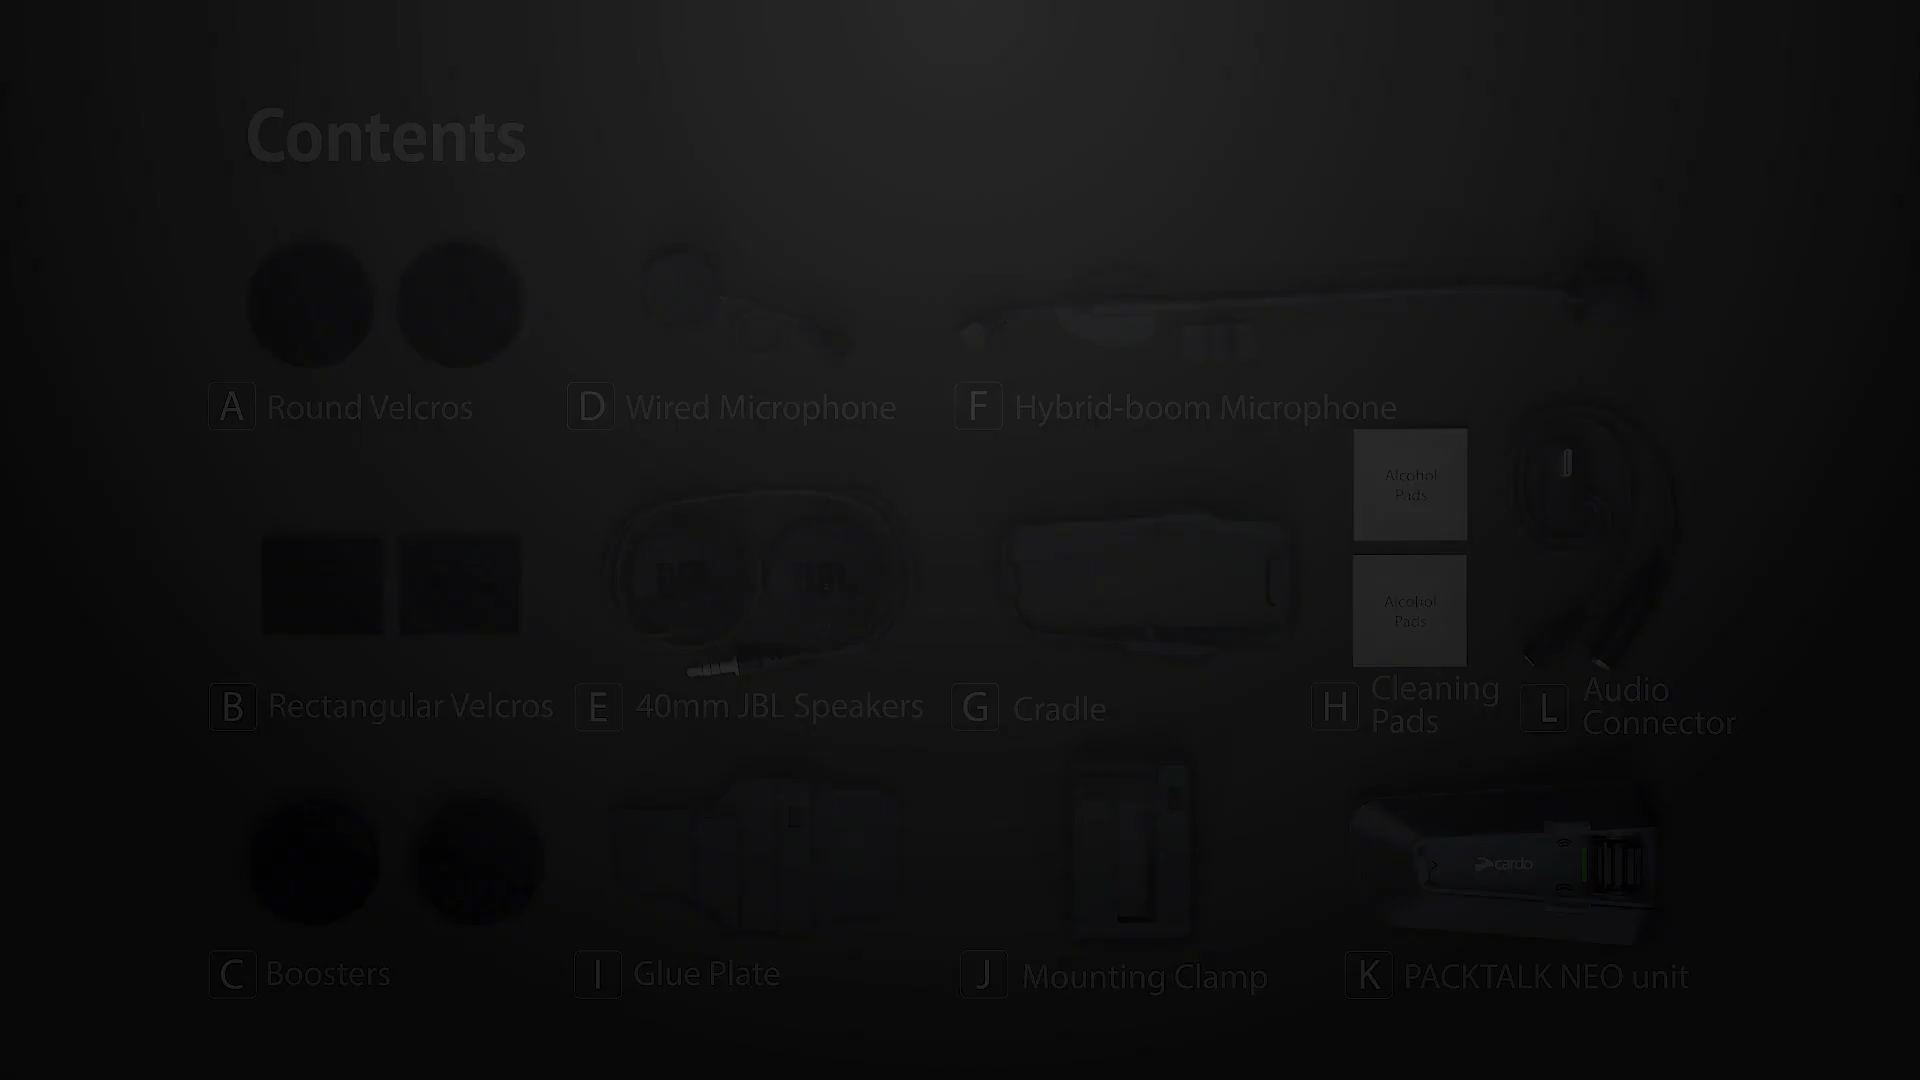 Contents
A Round Velcros
D Wired Microphone
F Hybrid-boom Microphone
Alcohol
Pads
Alcohol
Pads
B Rectangular Velcros
E 40mm JBL Speakers
G Cradle
H Cleaning
Pads
L Audio
Connector
cardo
C Boosters
I Glue Plate
J Mounting Clamp
K PACKTALK NEO unit